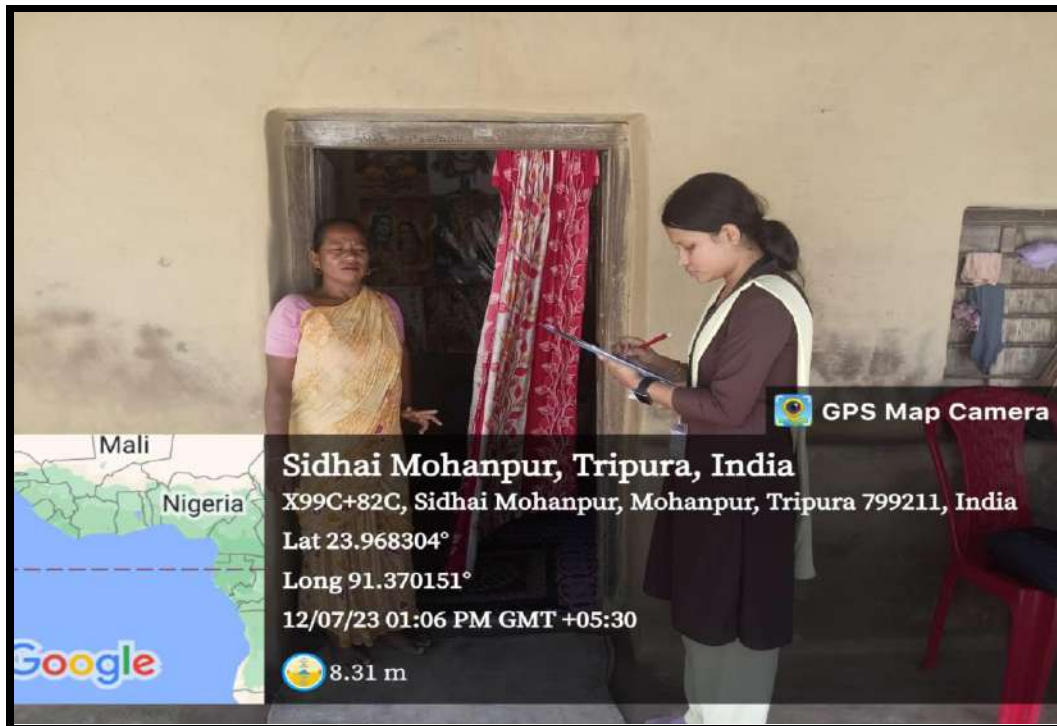 GPS Map Camera
Mali
Nigeria
Google
Sidhai Mohanpur, Tripura, India
X99C+82C, Sidhai Mohanpur, Mohanpur, Tripura 799211, India
Lat 23.968304°
Long 91.370151°
12/07/23 01:06 PM GMT +05:30
8.31 m